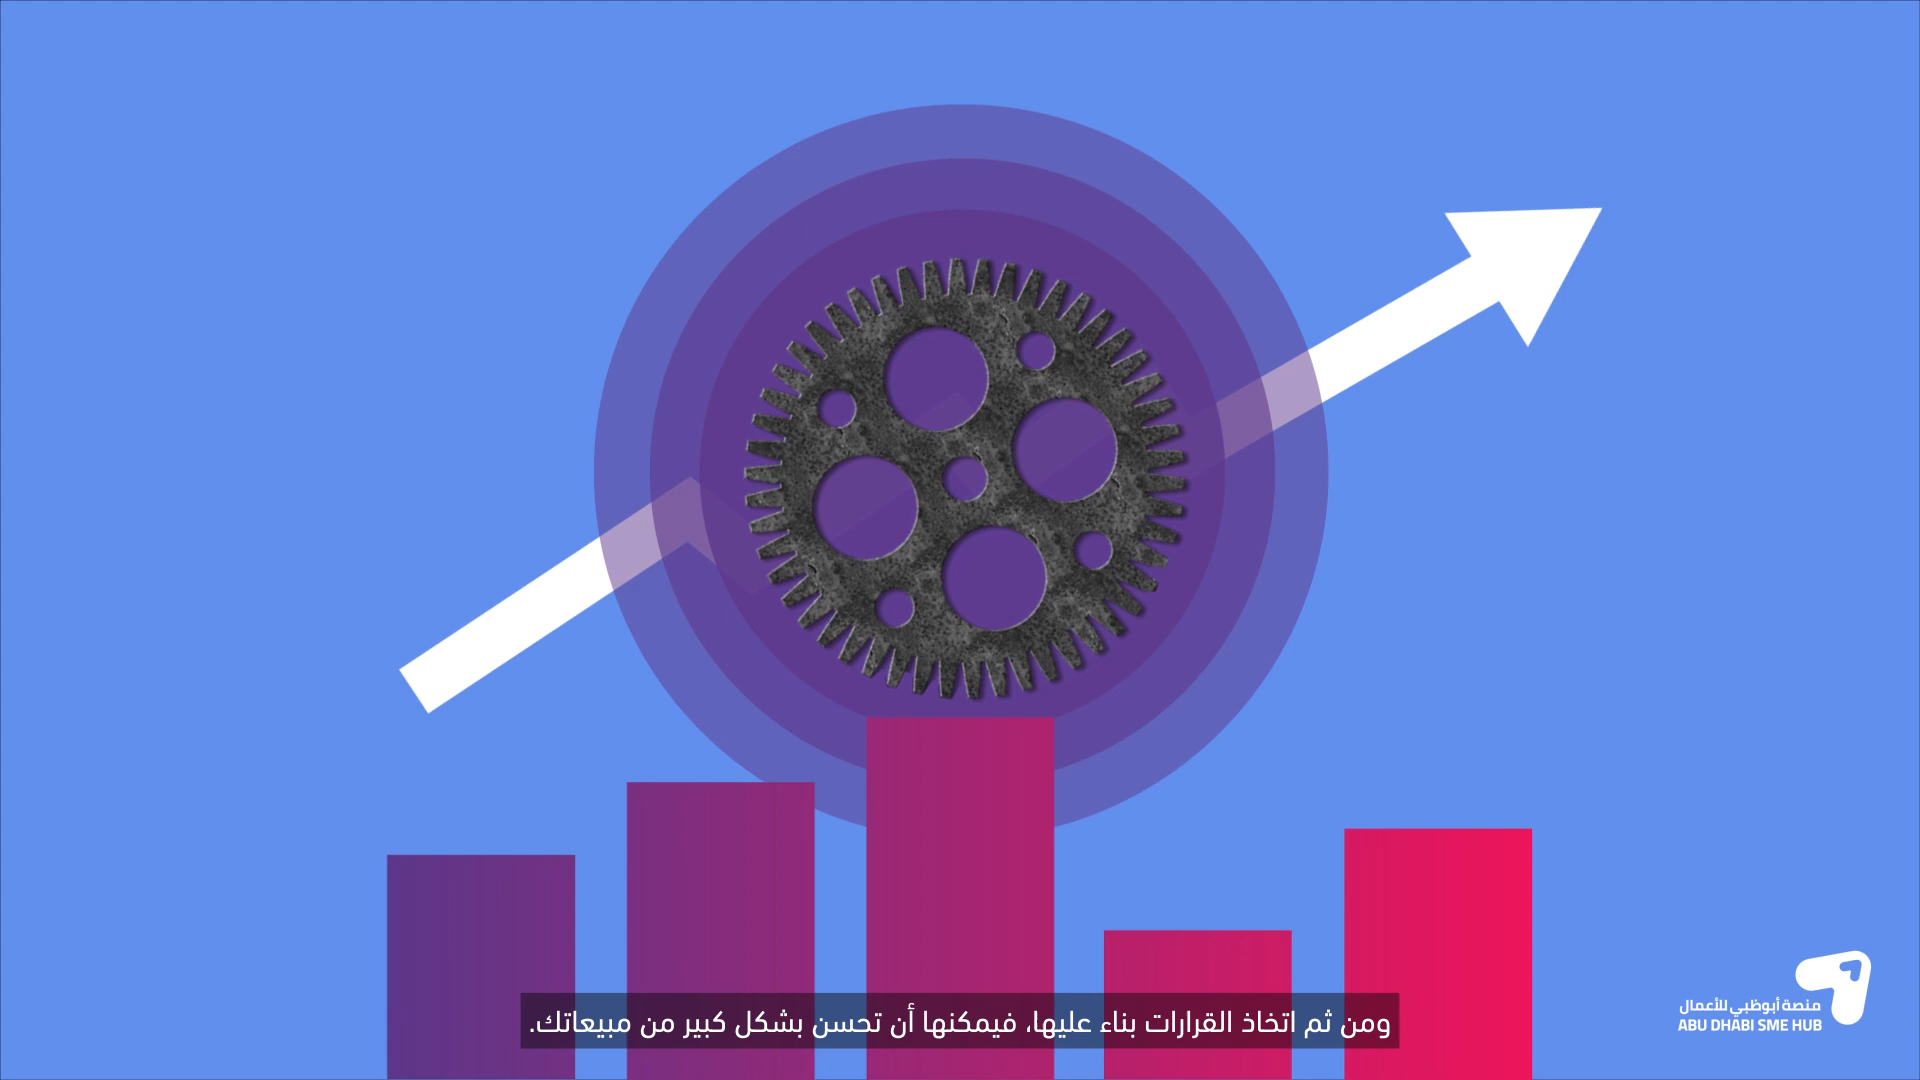 ومن ثم اتخاذ القرارات بناء عليها، فيمكنها أن تحسن بشكل كبير من مبيعاتك.
منصة أبوظبي للأعمال
ABU DHABI SME HUB